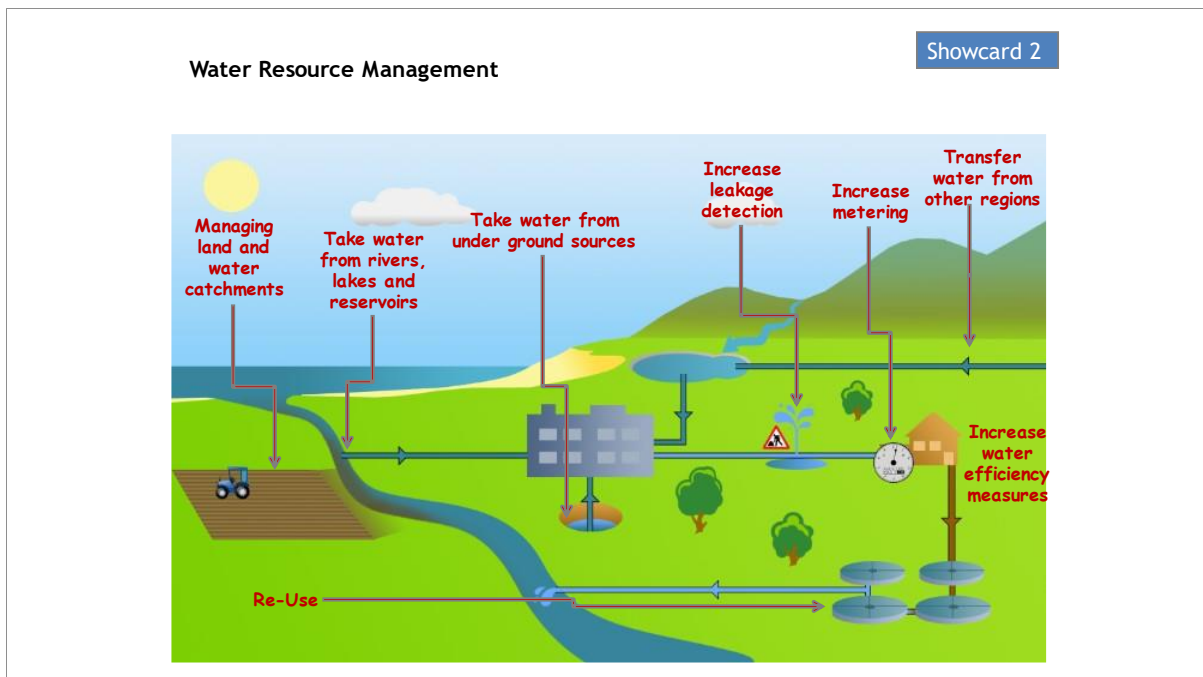 Showcard 2
Water Resource Management
Managing
land and
water
catchments
Take water
from rivers,
lakes and
reservoirs
Take water from
under ground sources
Increase
leakage
detection
Increase
metering
Transfer
water from
other regions
Increase
water
efficiency
measures
Re-Use